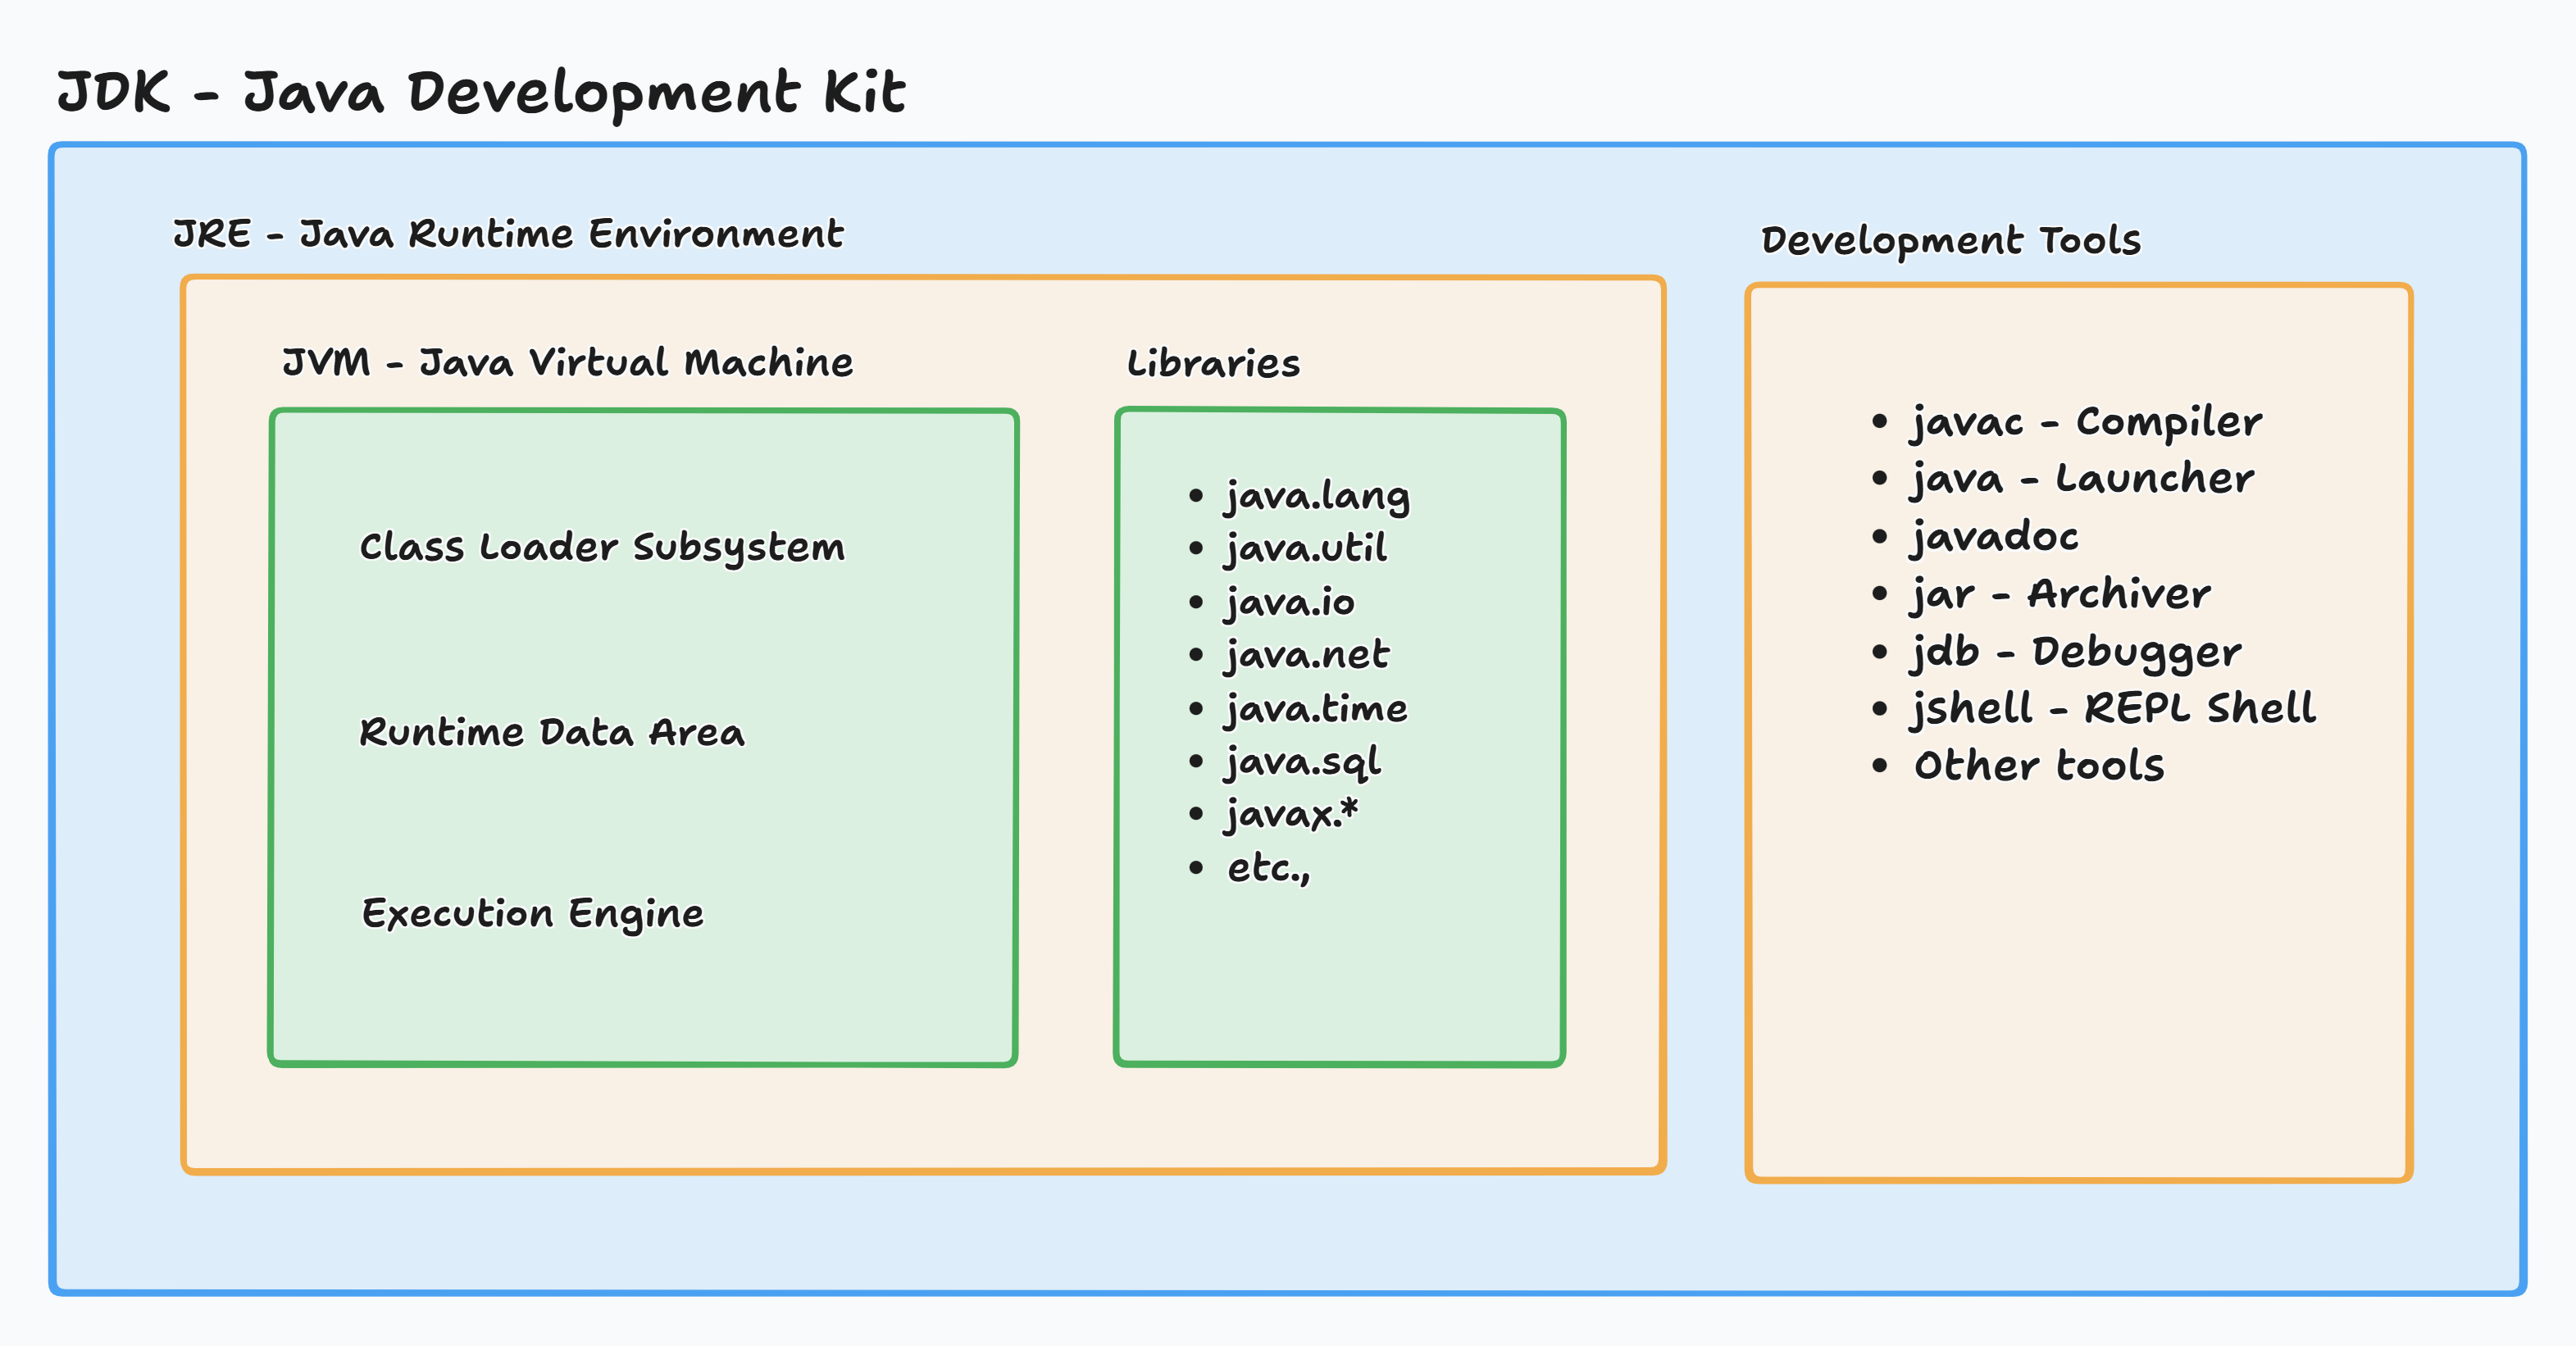 JDK - Java Development Kit
JRE - Java Runtime Environment
JVM - Java Virtual Machine
Class Loader Subsystem
Runtime Data Area
Execution Engine
Libraries
• java.lang
• java.util
• java.io
• java.net
• java.time
• java.sql
• javax.*
• etc.,
Development Tools
• javac - Compiler
• java - Launcher
• javadoc
• jar - Archiver
• jdb - Debugger
• jshell - REPL Shell
• Other tools